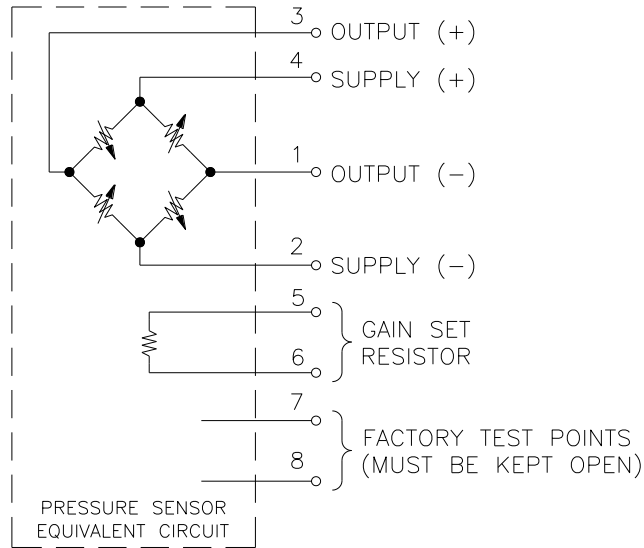 3 OUTPUT (+)
4 SUPPLY (+)
1 OUTPUT (-)
2 SUPPLY (-)
5
GAIN SET
RESISTOR
6
7
FACTORY TEST POINTS
(MUST BE KEPT OPEN)
8
PRESSURE SENSOR
EQUIVALENT CIRCUIT